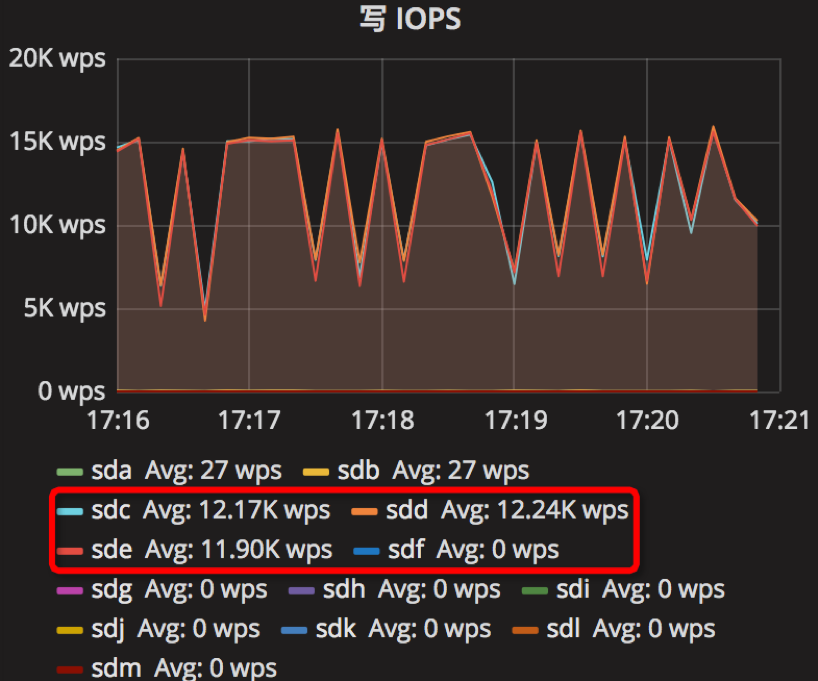 写 IOPS
20K wps
15K wps
10K wps
5K wps
0 wps
17:16 17:17 17:18 17:19 17:20 17:21
sda Avg: 27 wps sdb Avg: 27 wps
sdc Avg: 12.17K wps sdd Avg: 12.24K wps
sde Avg: 11.90K wps sdf Avg: 0 wps
sdg Avg: 0 wps sdh Avg: 0 wps sdi Avg: 0 wps
sdj Avg: 0 wps sdk Avg: 0 wps sdl Avg: 0 wps
sdm Avg: 0 wps